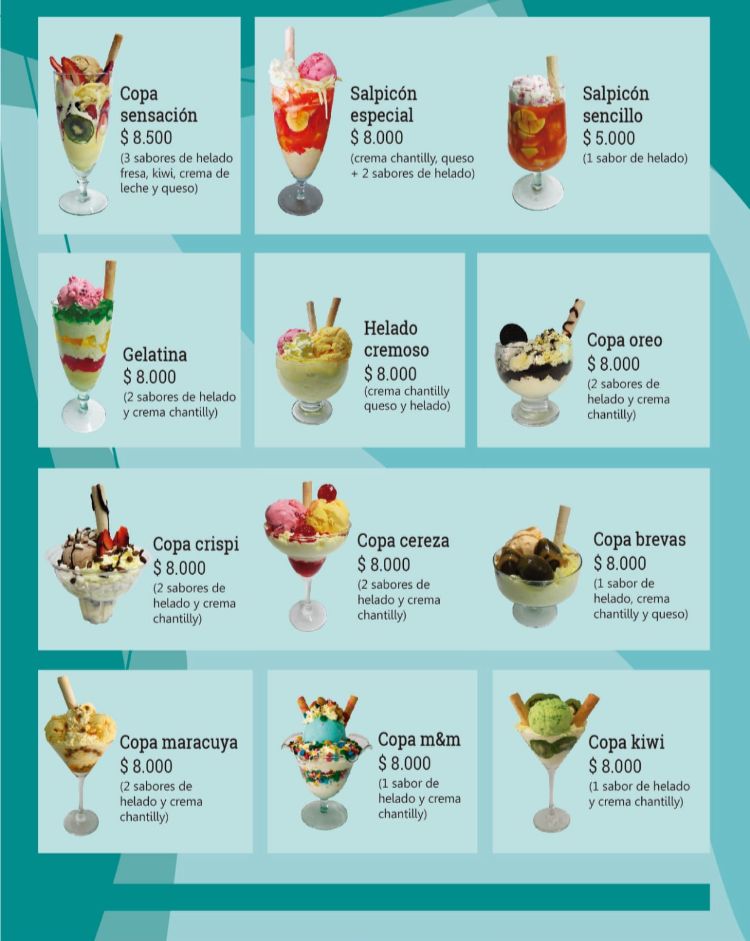 Copa
sensación
$ 8.500
(3 sabores de helado
fresa, kiwi, crema de
leche y queso)
Salpicón
especial
$ 8.000
(crema chantilly, queso
+ 2 sabores de helado)
Salpicón
sencillo
$ 5.000
(1 sabor de helado)
Gelatina
$ 8.000
(2 sabores de helado
y crema chantilly)
Helado
cremoso
$ 8.000
(crema chantilly
queso y helado)
Copa oreo
$ 8.000
(2 sabores de
helado y crema
chantilly)
Copa crispi
$ 8.000
(2 sabores de
helado y crema
chantilly)
Copa cereza
$ 8.000
(2 sabores de
helado y crema
chantilly)
Copa brevas
$ 8.000
(1 sabor de
helado, crema
chantilly y queso)
Copa maracuya
$ 8.000
(2 sabores de
helado y crema
chantilly)
Copa m&m
$ 8.000
(1 sabor de
helado y crema
chantilly)
Copa kiwi
$ 8.000
(1 sabor de helado
y crema chantilly)